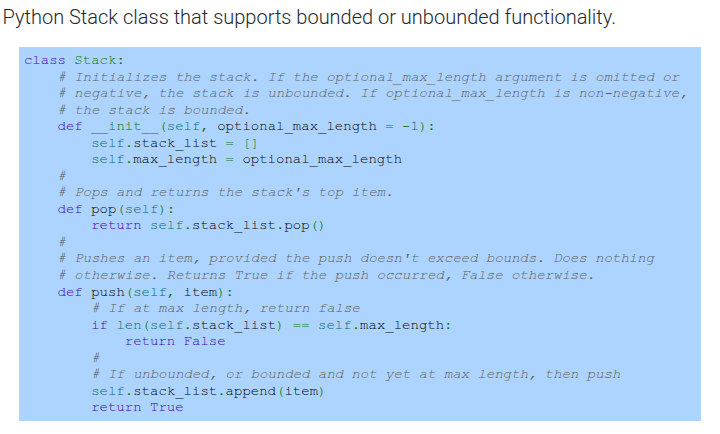 Python Stack class that supports bounded or unbounded functionality.
class Stack:
    # Initializes the stack. If the optional_max_length argument is omitted or
    # negative, the stack is unbounded. If optional_max_length is non-negative,
    # the stack is bounded.
    def __init__(self, optional_max_length = -1):
        self.stack_list = []
        self.max_length = optional_max_length
    #
    # Pops and returns the stack's top item.
    def pop(self):
        return self.stack_list.pop()
    #
    # Pushes an item, provided the push doesn't exceed bounds. Does nothing
    # otherwise. Returns True if the push occurred, False otherwise.
    def push(self, item):
        # If at max length, return false
        if len(self.stack_list) == self.max_length:
            return False
        #
        # If unbounded, or bounded and not yet at max length, then push
        self.stack_list.append(item)
        return True